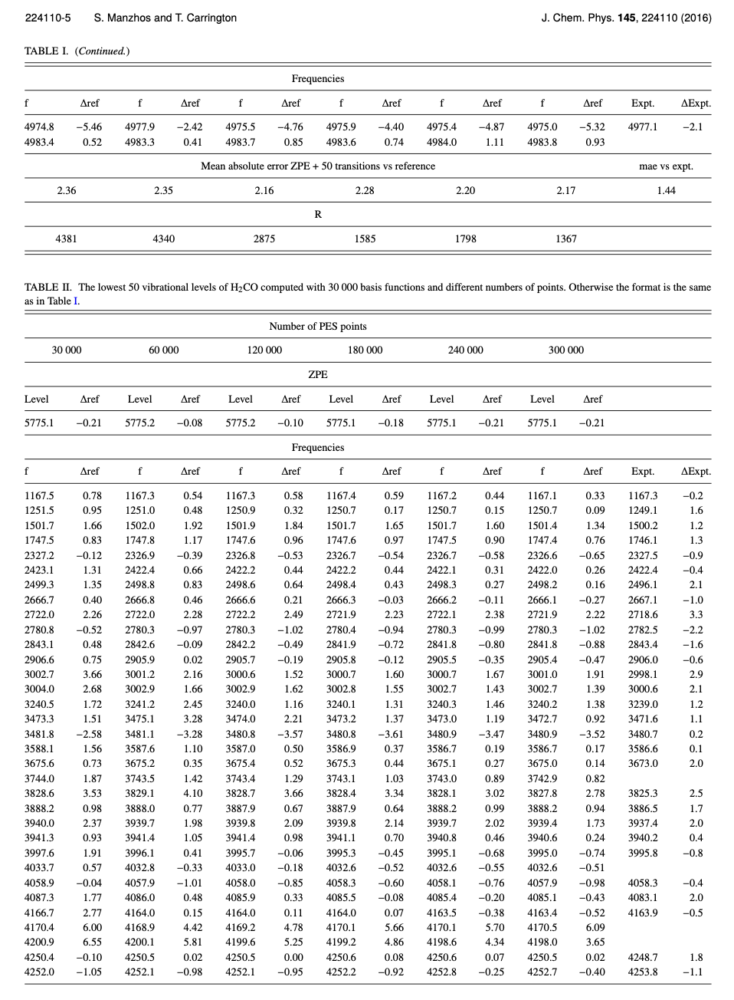 224110-5 S. Manzhos and T. Carrington J. Chem. Phys. 145, 224110 (2016)
TABLE I. (Continued.)
Frequencies
f Δref f Δref f Δref f Δref f Δref f Δref Expt. ΔExpt.
4974.8 −5.46 4977.9 −2.42 4975.5 −4.76 4975.9 −4.40 4975.4 −4.87 4975.0 −5.32 4977.1 −2.1
4983.4 0.52 4983.3 0.41 4983.7 0.85 4983.6 0.74 4984.0 1.11 4983.8 0.93
Mean absolute error ZPE + 50 transitions vs reference mae vs expt.
2.36 2.35 2.16 2.28 2.20 2.17 1.44
R
4381 4340 2875 1585 1798 1367
TABLE II. The lowest 50 vibrational levels of H₂CO computed with 30 000 basis functions and different numbers of points. Otherwise the format is the same
as in Table I.
Number of PES points
30 000 60 000 120 000 180 000 240 000 300 000
ZPE
Level Δref Level Δref Level Δref Level Δref Level Δref Level Δref
5775.1 −0.21 5775.2 −0.08 5775.2 −0.10 5775.1 −0.18 5775.1 −0.21 5775.1 −0.21
Frequencies
f Δref f Δref f Δref f Δref f Δref f Δref Expt. ΔExpt.
1167.5 0.78 1167.3 0.54 1167.3 0.58 1167.4 0.59 1167.2 0.44 1167.1 0.33 1167.3 −0.2
1251.5 0.95 1251.0 0.48 1250.9 0.32 1250.7 0.17 1250.7 0.15 1250.7 0.09 1249.1 1.6
1501.7 1.66 1502.0 1.92 1501.9 1.84 1501.7 1.65 1501.7 1.60 1501.4 1.34 1500.2 1.2
1747.5 0.83 1747.8 1.17 1747.6 0.96 1747.6 0.97 1747.5 0.90 1747.4 0.76 1746.1 1.3
2327.2 −0.12 2326.9 −0.39 2326.8 −0.53 2326.7 −0.54 2326.7 −0.58 2326.6 −0.65 2327.5 −0.9
2423.1 1.31 2422.4 0.66 2422.2 0.44 2422.2 0.44 2422.1 0.31 2422.0 0.26 2422.4 −0.4
2499.3 1.35 2498.8 0.83 2498.6 0.64 2498.4 0.43 2498.3 0.27 2498.2 0.16 2496.1 2.1
2666.7 0.40 2666.8 0.46 2666.6 0.21 2666.3 −0.03 2666.2 −0.11 2666.1 −0.27 2667.1 −1.0
2722.0 2.26 2722.0 2.28 2722.2 2.49 2721.9 2.23 2722.1 2.38 2721.9 2.22 2718.6 3.3
2780.8 −0.52 2780.3 −0.97 2780.3 −1.02 2780.4 −0.94 2780.3 −0.99 2780.3 −1.02 2782.5 −2.2
2843.1 0.48 2842.6 −0.09 2842.2 −0.49 2841.9 −0.72 2841.8 −0.80 2841.8 −0.88 2843.4 −1.6
2906.6 0.75 2905.9 0.02 2905.7 −0.19 2905.8 −0.12 2905.5 −0.35 2905.4 −0.47 2906.0 −0.6
3002.7 3.66 3001.2 2.16 3000.6 1.52 3000.7 1.60 3000.7 1.67 3001.0 1.91 2998.1 2.9
3004.0 2.68 3002.9 1.66 3002.9 1.62 3002.8 1.55 3002.7 1.43 3002.7 1.39 3000.6 2.1
3240.5 1.72 3241.2 2.45 3240.0 1.16 3240.1 1.31 3240.3 1.46 3240.2 1.38 3239.0 1.2
3473.3 1.51 3475.1 3.28 3474.0 2.21 3473.2 1.37 3473.0 1.19 3472.7 0.92 3471.6 1.1
3481.8 −2.58 3481.1 −3.28 3480.8 −3.57 3480.8 −3.61 3480.9 −3.47 3480.9 −3.52 3480.7 0.2
3588.1 1.56 3587.6 1.10 3587.0 0.50 3586.9 0.37 3586.7 0.19 3586.7 0.17 3586.6 0.1
3675.6 0.73 3675.2 0.35 3675.4 0.52 3675.3 0.44 3675.1 0.27 3675.0 0.14 3673.0 2.0
3744.0 1.87 3743.5 1.42 3743.4 1.29 3743.1 1.03 3743.0 0.89 3742.9 0.82
3828.6 3.53 3829.1 4.10 3828.7 3.66 3828.4 3.34 3828.1 3.02 3827.8 2.78 3825.3 2.5
3888.2 0.98 3888.0 0.77 3887.9 0.67 3887.9 0.64 3888.2 0.99 3888.2 0.94 3886.5 1.7
3940.0 2.37 3939.7 1.98 3939.8 2.09 3939.8 2.14 3939.7 2.02 3939.4 1.73 3937.4 2.0
3941.3 0.93 3941.4 1.05 3941.4 0.98 3941.1 0.70 3940.8 0.46 3940.6 0.24 3940.2 0.4
3997.6 1.91 3996.1 0.41 3995.7 −0.06 3995.3 −0.45 3995.1 −0.68 3995.0 −0.74 3995.8 −0.8
4033.7 0.57 4032.8 −0.33 4033.0 −0.18 4032.6 −0.52 4032.6 −0.55 4032.6 −0.51
4058.9 −0.04 4057.9 −1.01 4058.0 −0.85 4058.3 −0.60 4058.1 −0.76 4057.9 −0.98 4058.3 −0.4
4087.3 1.77 4086.0 0.48 4085.9 0.33 4085.5 −0.08 4085.4 −0.20 4085.1 −0.43 4083.1 2.0
4166.7 2.77 4164.0 0.15 4164.0 0.11 4164.0 0.07 4163.5 −0.38 4163.4 −0.52 4163.9 −0.5
4170.4 6.00 4168.9 4.42 4169.2 4.78 4170.1 5.66 4170.1 5.70 4170.5 6.09
4200.9 6.55 4200.1 5.81 4199.6 5.25 4199.2 4.86 4198.6 4.34 4198.0 3.65
4250.4 −0.10 4250.5 0.02 4250.5 0.00 4250.6 0.08 4250.6 0.07 4250.5 0.02 4248.7 1.8
4252.0 −1.05 4252.1 −0.98 4252.1 −0.95 4252.2 −0.92 4252.8 −0.25 4252.7 −0.40 4253.8 −1.1